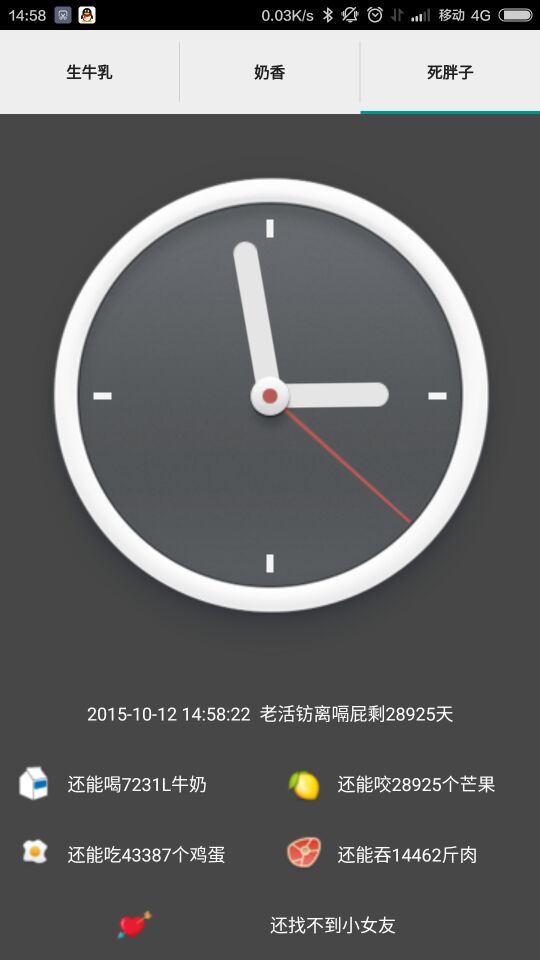 14:58 0.03K/s 移动 4G
生牛乳 奶香 死胖子
2015-10-12 14:58:22 老活钫离嗝屁剩28925天
还能喝7231L牛奶 还能咬28925个芒果
还能吃43387个鸡蛋 还能吞14462斤肉
还找不到小女友